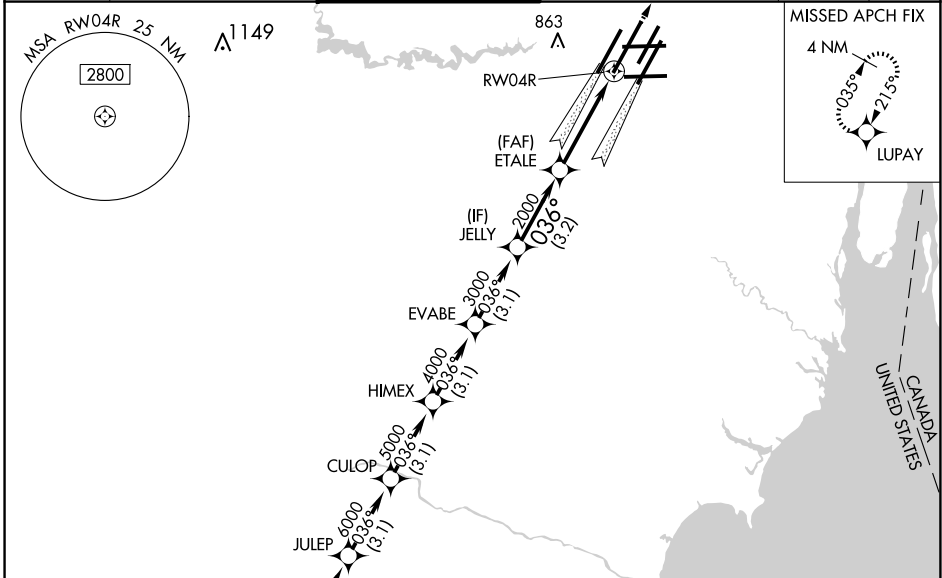 MSA RW04R 25 NM
2800
1149
863
RW04R
MISSED APCH FIX
4 NM
035°
215°
LUPAY
(FAF)
ETALE
2000
036°
(3.2)
(IF)
JELLY
3000
036°
(3.1)
EVABE
4000
036°
(3.1)
HIMEX
5000
036°
(3.1)
CULOP
6000
036°
(3.1)
JULEP
CANADA
UNITED STATES